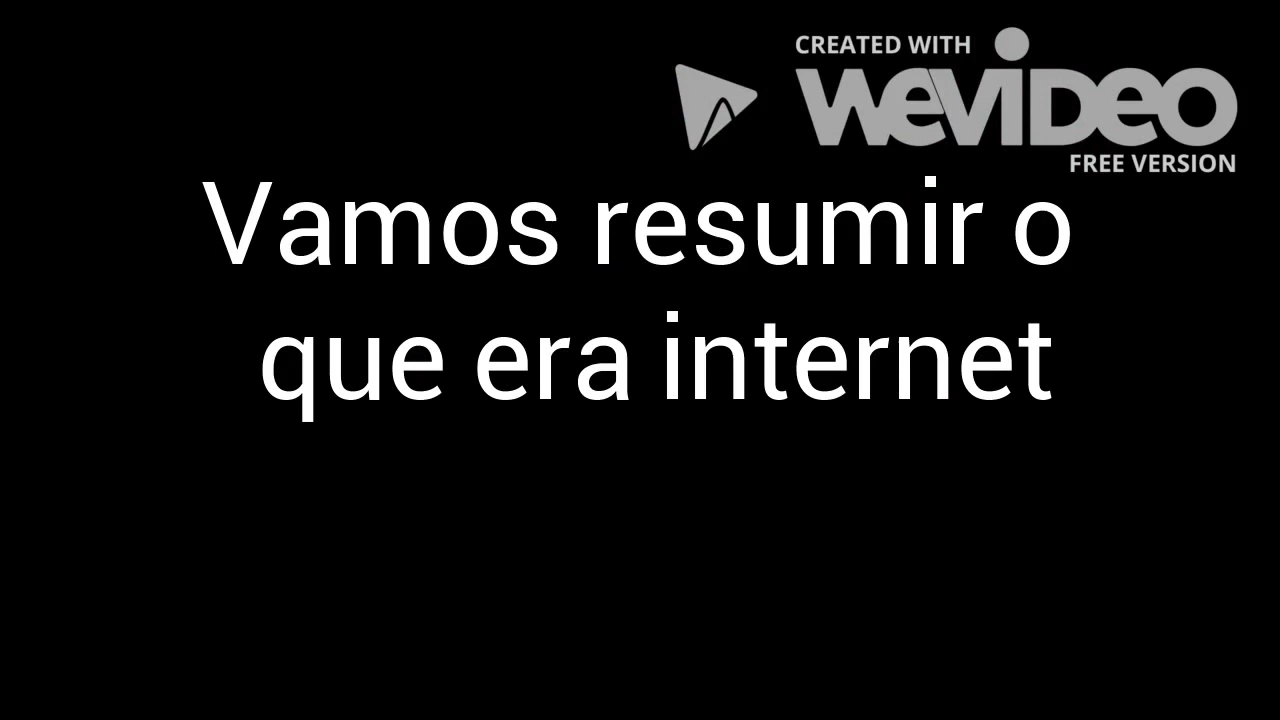 CREATED WITH
WEVIDEO
FREE VERSION
Vamos resumir o
que era internet